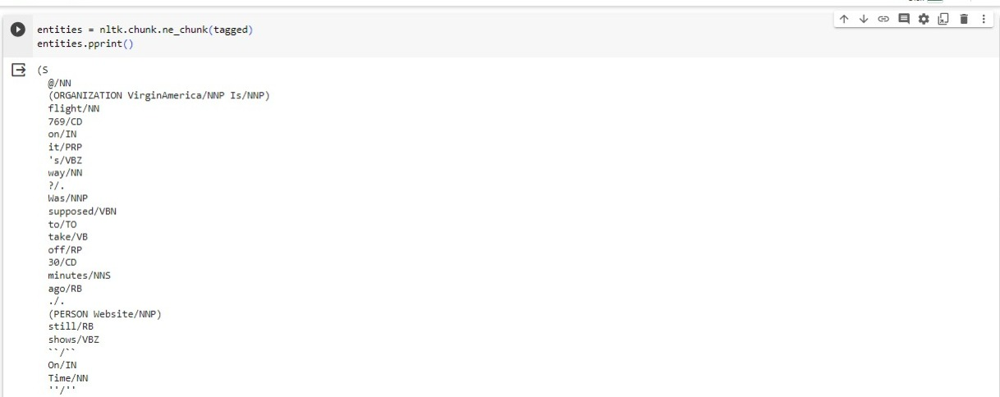 entities = nltk.chunk.ne_chunk(tagged)
entities.pprint()
(S
@/NN
(ORGANIZATION VirginAmerica/NNP Is/NNP)
flight/NN
769/CD
on/IN
it/PRP
's/VBZ
way/NN
?/.
Was/NNP
supposed/VBN
to/TO
take/VB
off/RP
30/CD
minutes/NNS
ago/RB
./.
(PERSON Website/NNP)
still/RB
shows/VBZ
``/``
On/IN
Time/NN
''/''